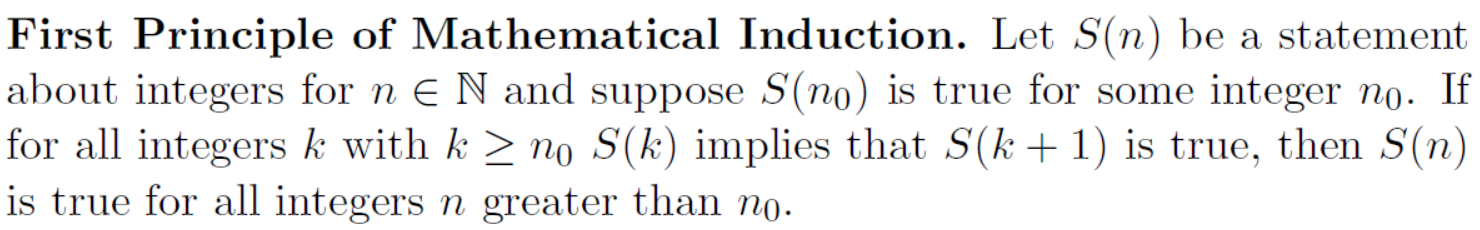 First Principle of Mathematical Induction. Let S(n) be a statement
about integers for n ∈ ℕ and suppose S(n₀) is true for some integer n₀. If
for all integers k with k ≥ n₀ S(k) implies that S(k + 1) is true, then S(n)
is true for all integers n greater than n₀.